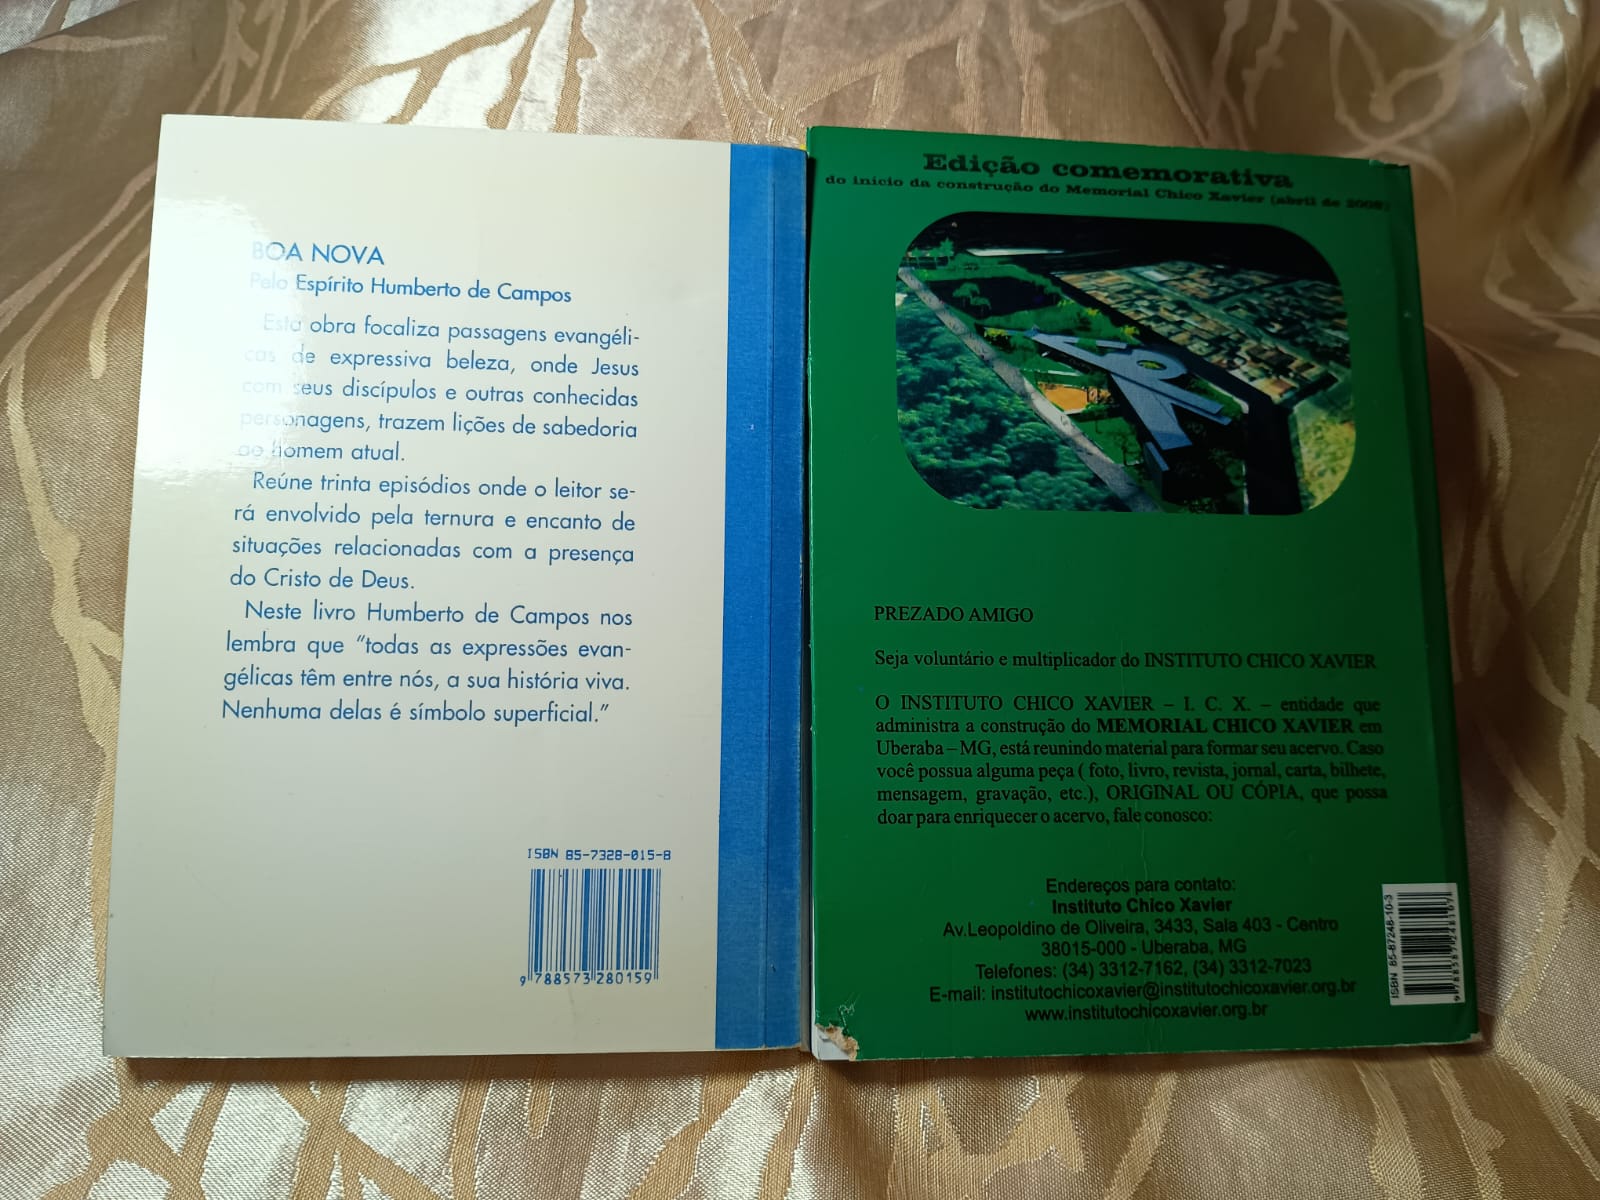 BOA NOVA
Pelo Espírito Humberto de Campos
Esta obra focaliza passagens evangéli-
cas de expressiva beleza, onde Jesus
com seus discípulos e outras conhecidas
personagens, trazem lições de sabedoria
ao homem atual.
Reúne trinta episódios onde o leitor se-
rá envolvido pela ternura e encanto de
situações relacionadas com a presença
do Cristo de Deus.
Neste livro Humberto de Campos nos
lembra que "todas as expressões evan-
gélicas têm entre nós, a sua história viva.
Nenhuma delas é símbolo superficial."
ISBN 85-7328-015-8
9 788573 280159
Edição comemorativa
do início da construção do Memorial Chico Xavier (abril de
PREZADO AMIGO
Seja voluntário e multiplicador do INSTITUTO CHICO XAVIER
O INSTITUTO CHICO XAVIER – I. C. X. – entidade que
administra a construção do MEMORIAL CHICO XAVIER em
Uberaba – MG, está reunindo material para formar seu acervo. Caso
você possua alguma peça ( foto, livro, revista, jornal, carta, bilhete,
mensagem, gravação, etc.), ORIGINAL OU CÓPIA, que possa
doar para enriquecer o acervo, fale conosco:
Endereços para contato:
Instituto Chico Xavier
Av.Leopoldino de Oliveira, 3433, Sala 403 - Centro
38015-000 - Uberaba, MG
Telefones: (34) 3312-7162, (34) 3312-7023
E-mail: institutochicoxavier@institutochicoxavier.org.br
www.institutochicoxavier.org.br
ISBN 85-87248-10-3